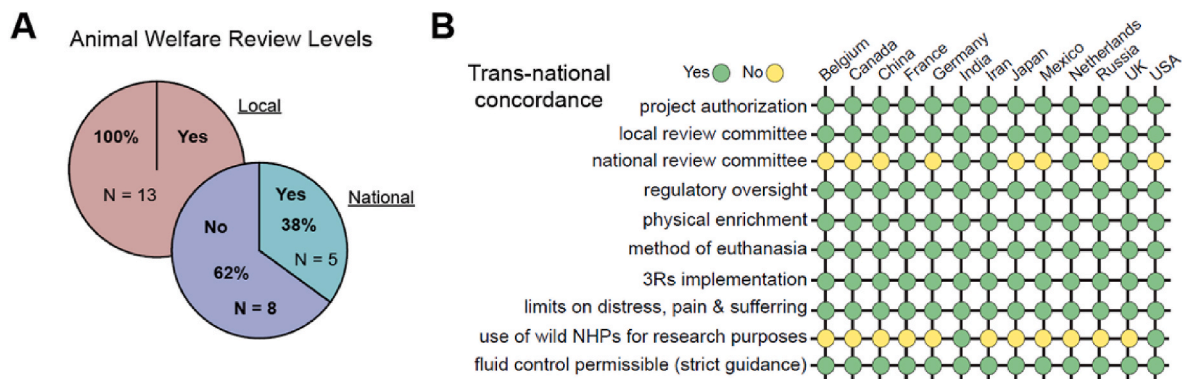 A
Animal Welfare Review Levels
Local
100%
Yes
N = 13
National
Yes
38%
N = 5
No
62%
N = 8
B
Trans-national
concordance
Yes
No
Belgium
Canada
China
France
Germany
India
Iran
Japan
Mexico
Netherlands
Russia
UK
USA
project authorization
local review committee
national review committee
regulatory oversight
physical enrichment
method of euthanasia
3Rs implementation
limits on distress, pain & sufferring
use of wild NHPs for research purposes
fluid control permissible (strict guidance)